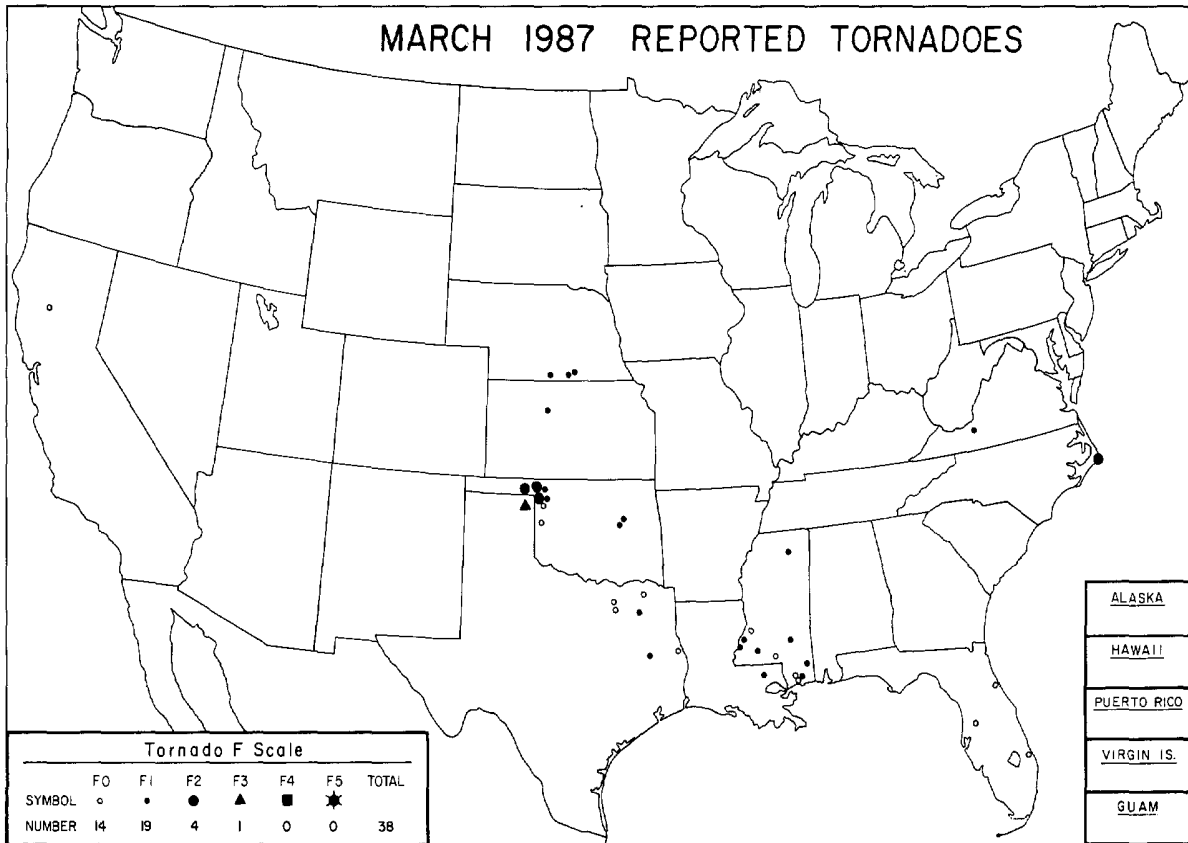 MARCH 1987 REPORTED TORNADOES
ALASKA
HAWAII
PUERTO RICO
VIRGIN IS.
GUAM
Tornado F Scale
F0 F1 F2 F3 F4 F5 TOTAL
SYMBOL
NUMBER 14 19 4 1 0 0 38